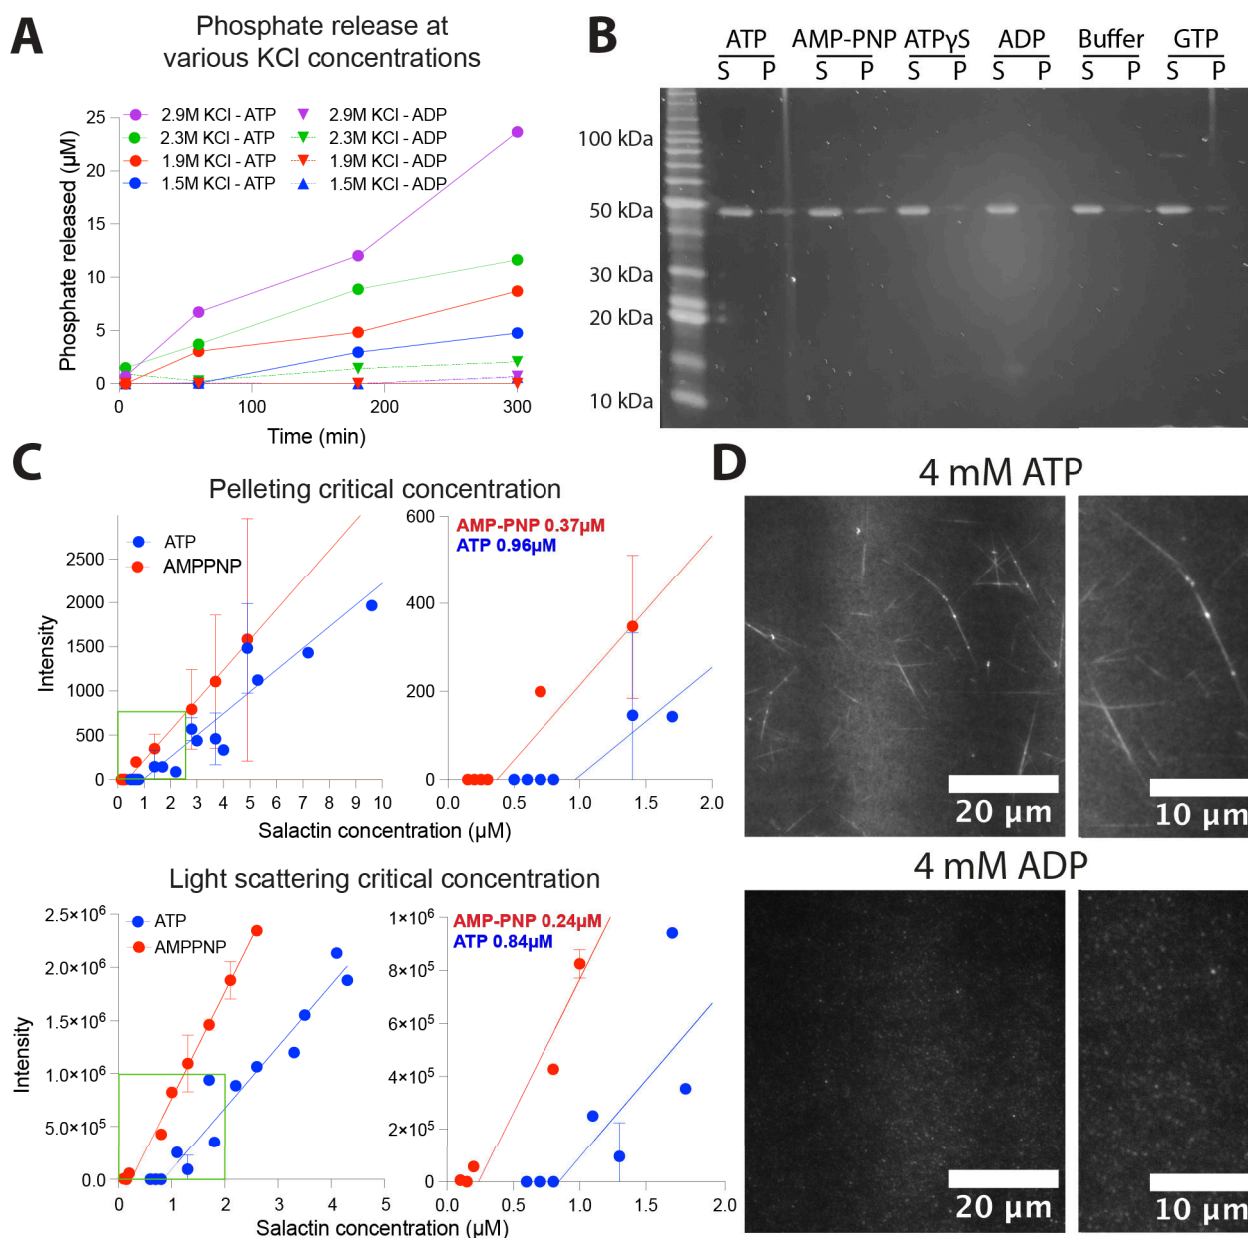 A
Phosphate release at
various KCl concentrations
2.9M KCl - ATP
2.3M KCl - ATP
1.9M KCl - ATP
1.5M KCl - ATP
2.9M KCl - ADP
2.3M KCl - ADP
1.9M KCl - ADP
1.5M KCl - ADP
Phosphate released (µM)
25
20
15
10
5
0
0 100 200 300
Time (min)
B
ATP AMP-PNP ATPγS ADP Buffer GTP
S P S P S P S P S P S P
100 kDa
50 kDa
30 kDa
20 kDa
10 kDa
C
Pelleting critical concentration
ATP
AMPPNP
Intensity
2500
2000
1500
1000
500
0
0 1 2 3 4 5 6 7 8 9 10
AMP-PNP 0.37µM
ATP 0.96µM
600
400
200
0
0.0 0.5 1.0 1.5 2.0
Salactin concentration (µM)
Light scattering critical concentration
ATP
AMPPNP
Intensity
2.5×10⁶
2.0×10⁶
1.5×10⁶
1.0×10⁶
5.0×10⁵
0.0
0 1 2 3 4 5
AMP-PNP 0.24µM
ATP 0.84µM
1×10⁶
8×10⁵
6×10⁵
4×10⁵
2×10⁵
0
0.0 0.5 1.0 1.5 2.0
Salactin concentration (µM)
D
4 mM ATP
20 µm
10 µm
4 mM ADP
20 µm
10 µm